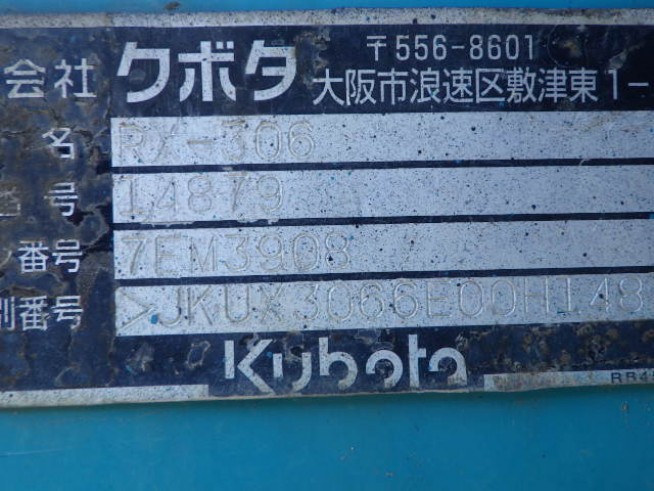 会社 クボタ 〒556-8601
大阪市浪速区敷津東1-
名 RX-306
号 14879
番号 7EM3908
別番号 >JKUX3066E00H148
Kubota